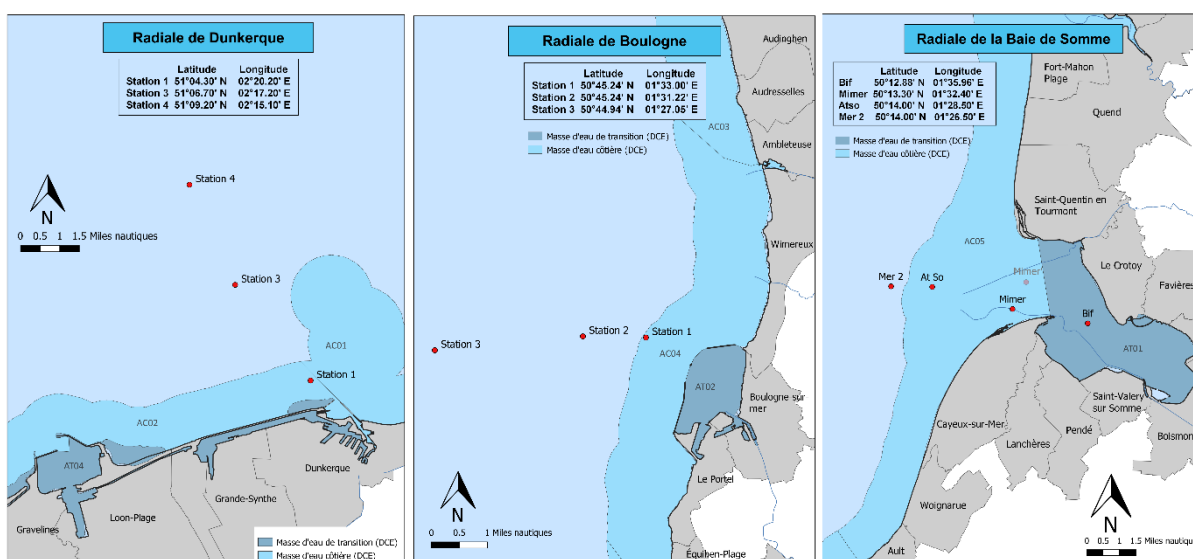 Radiale de Dunkerque
Latitude Longitude
Station 1 51°04.30' N 02°20.20' E
Station 3 51°06.70' N 02°17.20' E
Station 4 51°09.20' N 02°15.10' E
Station 4
N
0 0.5 1 1.5 Miles nautiques
Station 3
AC01
Station 1
AC02
AT04
Dunkerque
Grande-Synthe
Loon-Plage
Gravelines
Masse d'eau de transition (DCE)
Masse d'eau côtière (DCE)
Radiale de Boulogne
Latitude Longitude
Station 1 50°45.24' N 01°33.00' E
Station 2 50°45.24' N 01°31.22' E
Station 3 50°44.94' N 01°27.05' E
Masse d'eau de transition (DCE)
Masse d'eau côtière (DCE)
Audinghen
Audresselles
AC03
Ambleteuse
Wimereux
Station 2
Station 1
Station 3
AC04
AT02
Boulogne sur
mer
Le Portel
N
0 0.5 1 Miles nautiques
Équihen-Plage
Radiale de la Baie de Somme
Latitude Longitude
Bif 50°12.88' N 01°35.96' E
Mimer 50°13.30' N 01°32.40' E
Atso 50°14.00' N 01°28.50' E
Mer 2 50°14.00' N 01°26.50' E
Masse d'eau de transition (DCE)
Masse d'eau côtière (DCE)
Fort-Mahon
Plage
Quend
Saint-Quentin en
Tourmont
AC05
Le Crotoy
Mer 2
At So
Mimer
Favières
Mimer
Bif
AT01
Saint-Valery
sur Somme
Boismont
Cayeux-sur-Mer
Pendé
Lanchères
Woignarue
N
0 0.5 1 1.5 Miles nautiques
Ault